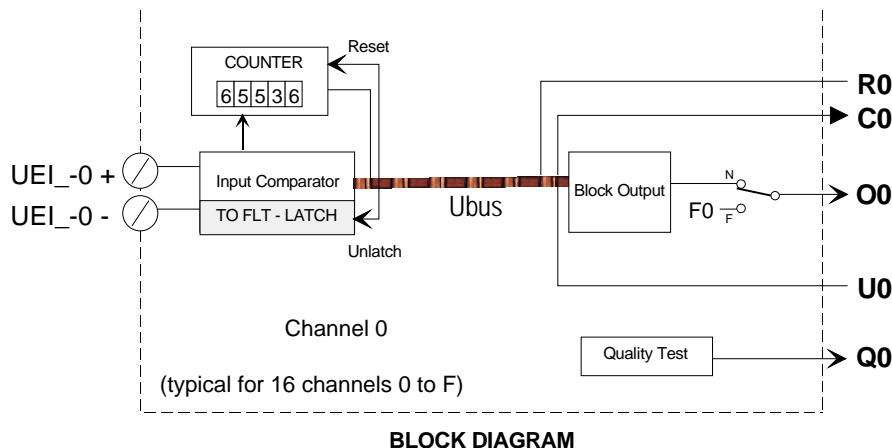 Reset
COUNTER
6 5 5 3 6
R0
C0
UEI_-0 +
Input Comparator
Block Output
N
O0
UEI_-0 -
TO FLT - LATCH
Ubus
F0
F
Unlatch
U0
Channel 0
Quality Test
Q0
(typical for 16 channels 0 to F)
BLOCK DIAGRAM